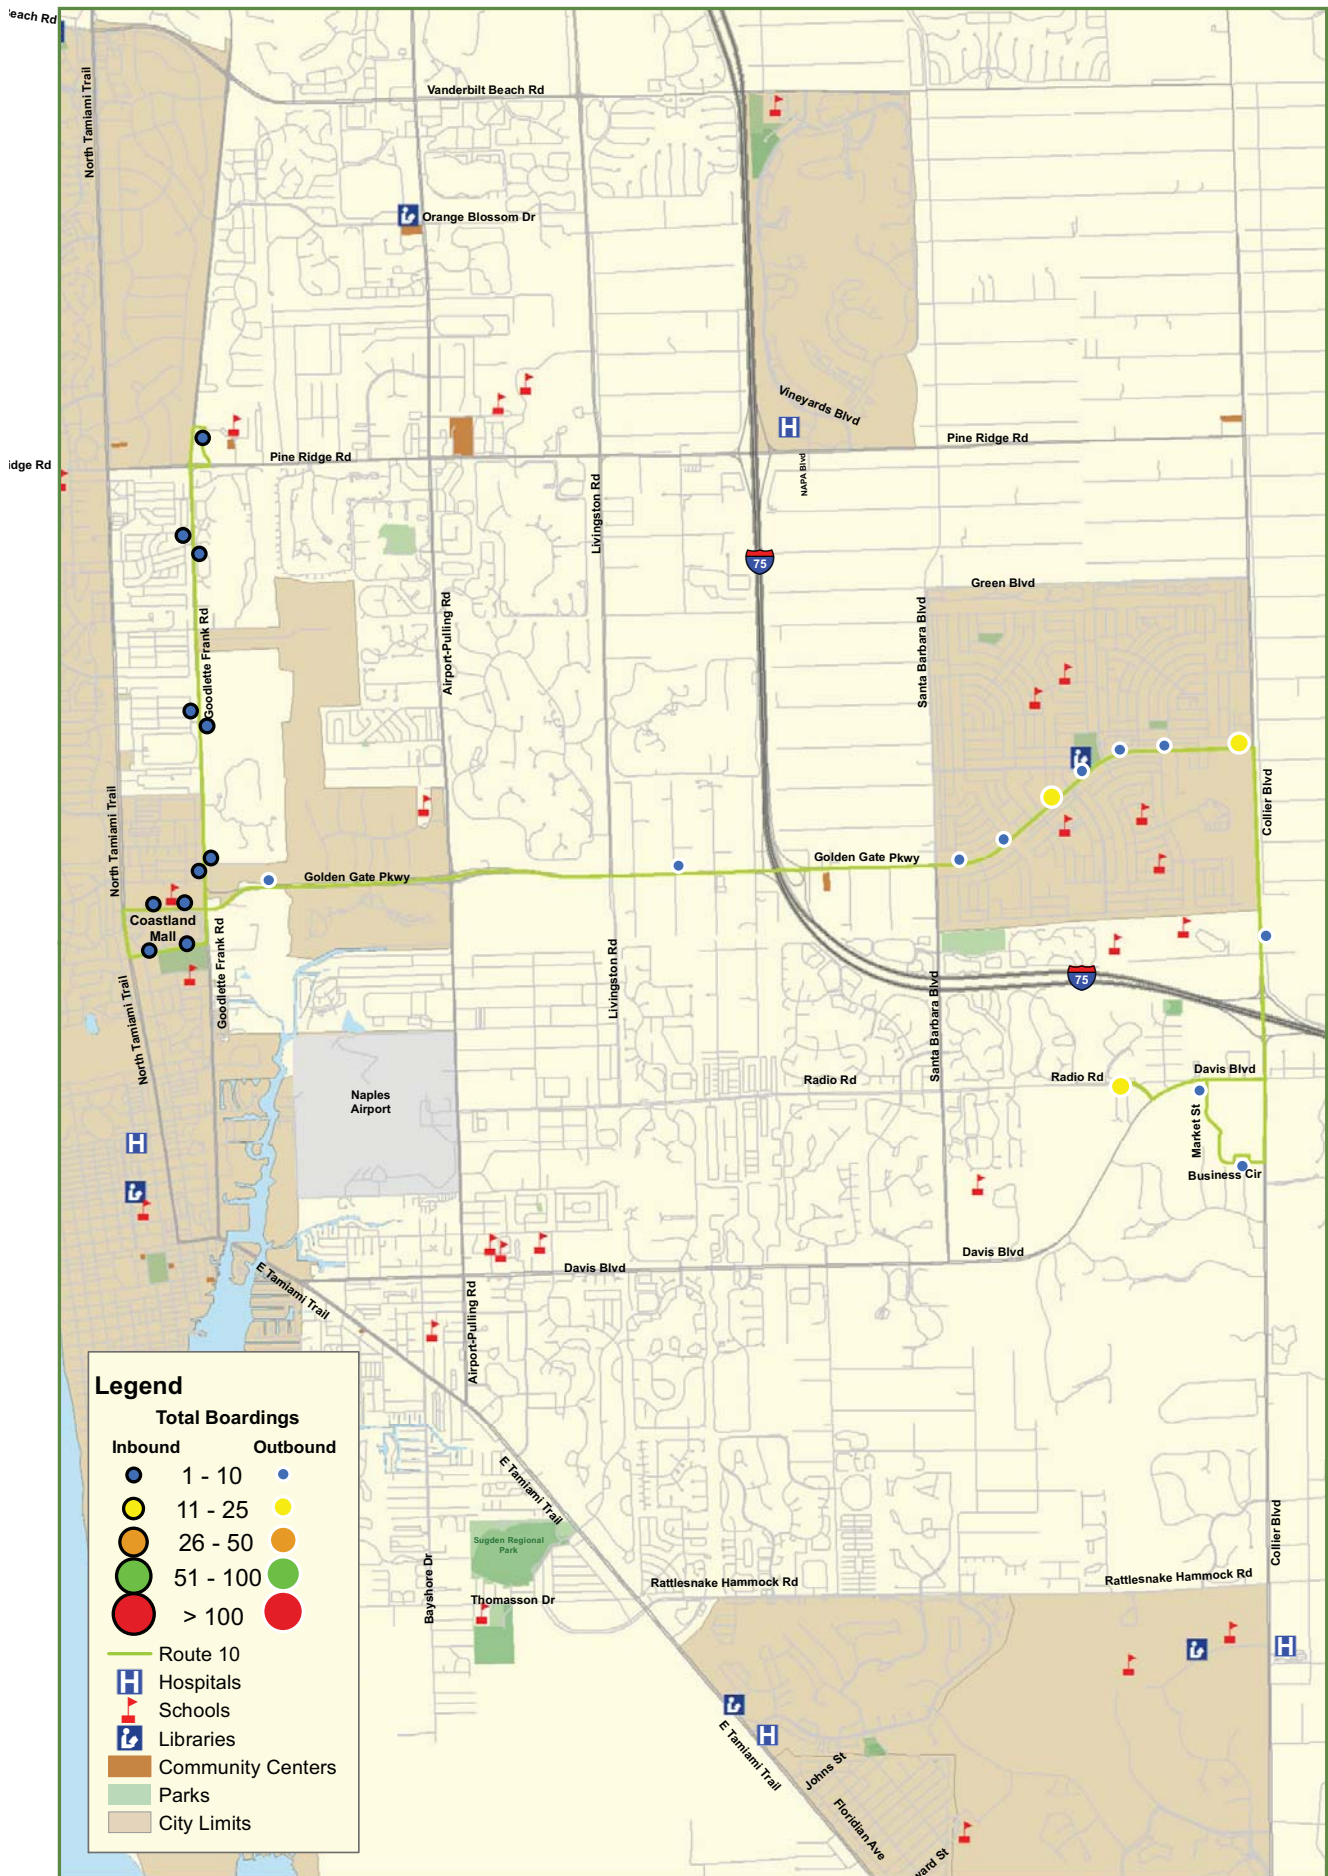 each Rd
North Tamiami Trail
Vanderbilt Beach Rd
Orange Blossom Dr
Vineyards Blvd
H
Pine Ridge Rd
idge Rd
Pine Ridge Rd
NAPA Blvd
Livingston Rd
75
Green Blvd
Santa Barbara Blvd
Airport-Pulling Rd
Goodlette Frank Rd
North Tamiami Trail
Collier Blvd
Golden Gate Pkwy
Golden Gate Pkwy
Coastland
Mall
Goodlette Frank Rd
North Tamiami Trail
Livingston Rd
Santa Barbara Blvd
75
Radio Rd
Radio Rd
Davis Blvd
Market St
Business Cir
Naples
Airport
H
Davis Blvd
Davis Blvd
E Tamiami Trail
Airport-Pulling Rd
Legend
Total Boardings
Inbound Outbound
1 - 10
11 - 25
26 - 50
51 - 100
> 100
Route 10
H Hospitals
Schools
Libraries
Community Centers
Parks
City Limits
E Tamiami Trail
Sugden Regional
Park
Bayshore Dr
Thomasson Dr
Rattlesnake Hammock Rd
Rattlesnake Hammock Rd
Collier Blvd
H
H
E Tamiami Trail
Johns St
Floridian Ave
ward St